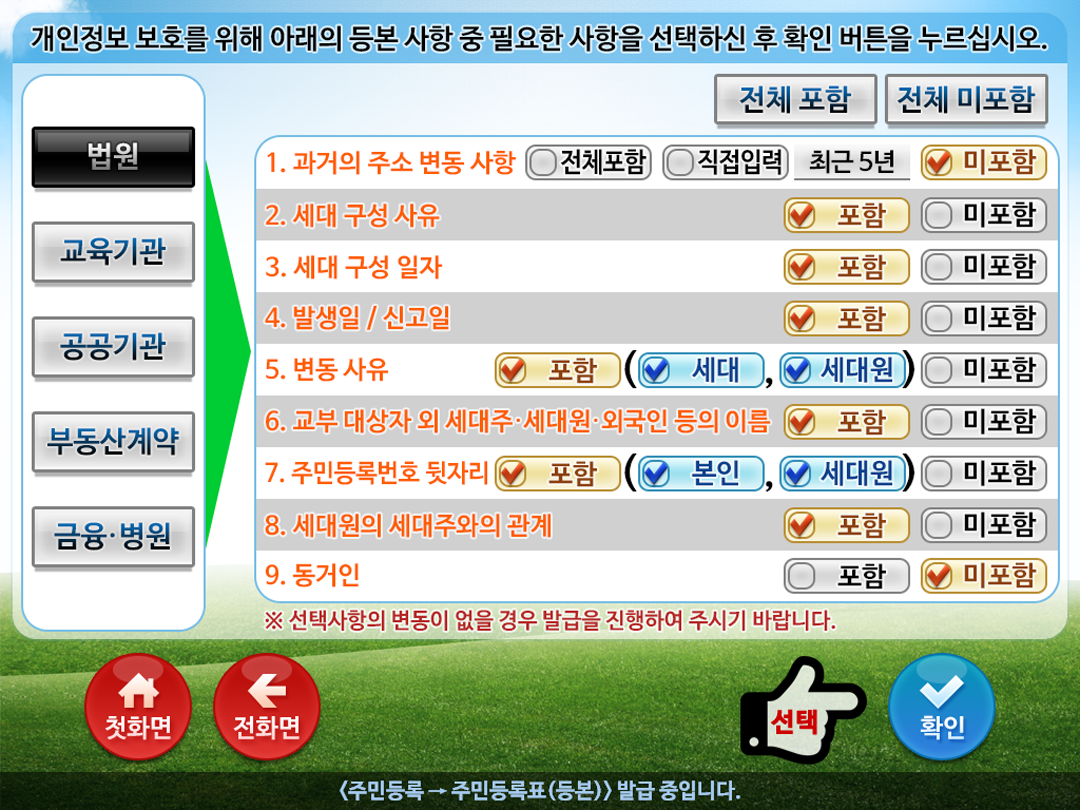 개인정보 보호를 위해 아래의 등본 사항 중 필요한 사항을 선택하신 후 확인 버튼을 누르십시오.
전체 포함 전체 미포함
법원
교육기관
공공기관
부동산계약
금융·병원
1. 과거의 주소 변동 사항 전체포함 직접입력 최근 5년 미포함
2. 세대 구성 사유 포함 미포함
3. 세대 구성 일자 포함 미포함
4. 발생일 / 신고일 포함 미포함
5. 변동 사유 포함 ( 세대 , 세대원 ) 미포함
6. 교부 대상자 외 세대주·세대원·외국인 등의 이름 포함 미포함
7. 주민등록번호 뒷자리 포함 ( 본인 , 세대원 ) 미포함
8. 세대원의 세대주와의 관계 포함 미포함
9. 동거인 포함 미포함
※ 선택사항의 변동이 없을 경우 발급을 진행하여 주시기 바랍니다.
첫화면 전화면 선택 확인
〈주민등록 → 주민등록표(등본)〉 발급 중입니다.